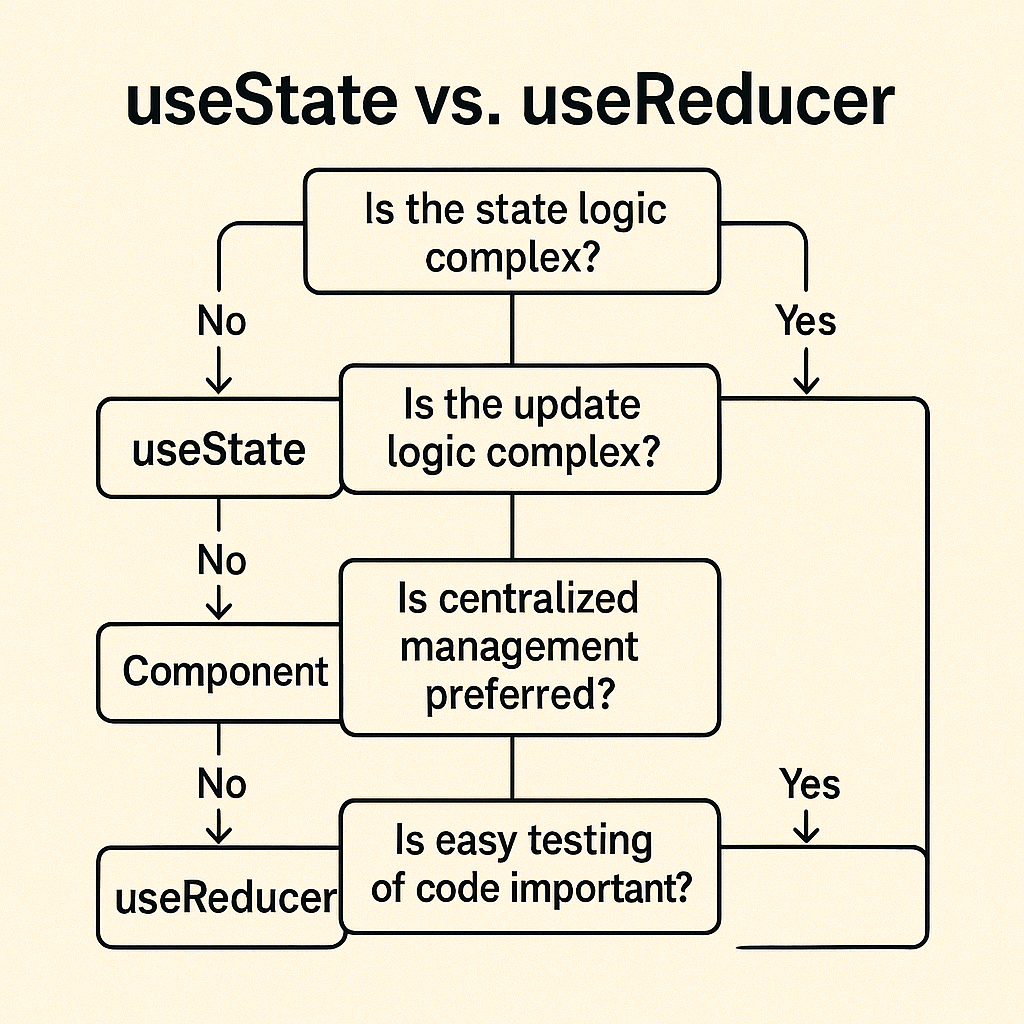 useState vs. useReducer
Is the state logic
complex?
No
Yes
useState
Is the update
logic complex?
No
Is centralized
management
preferred?
Component
No
Yes
Is easy testing
of code important?
useReducer